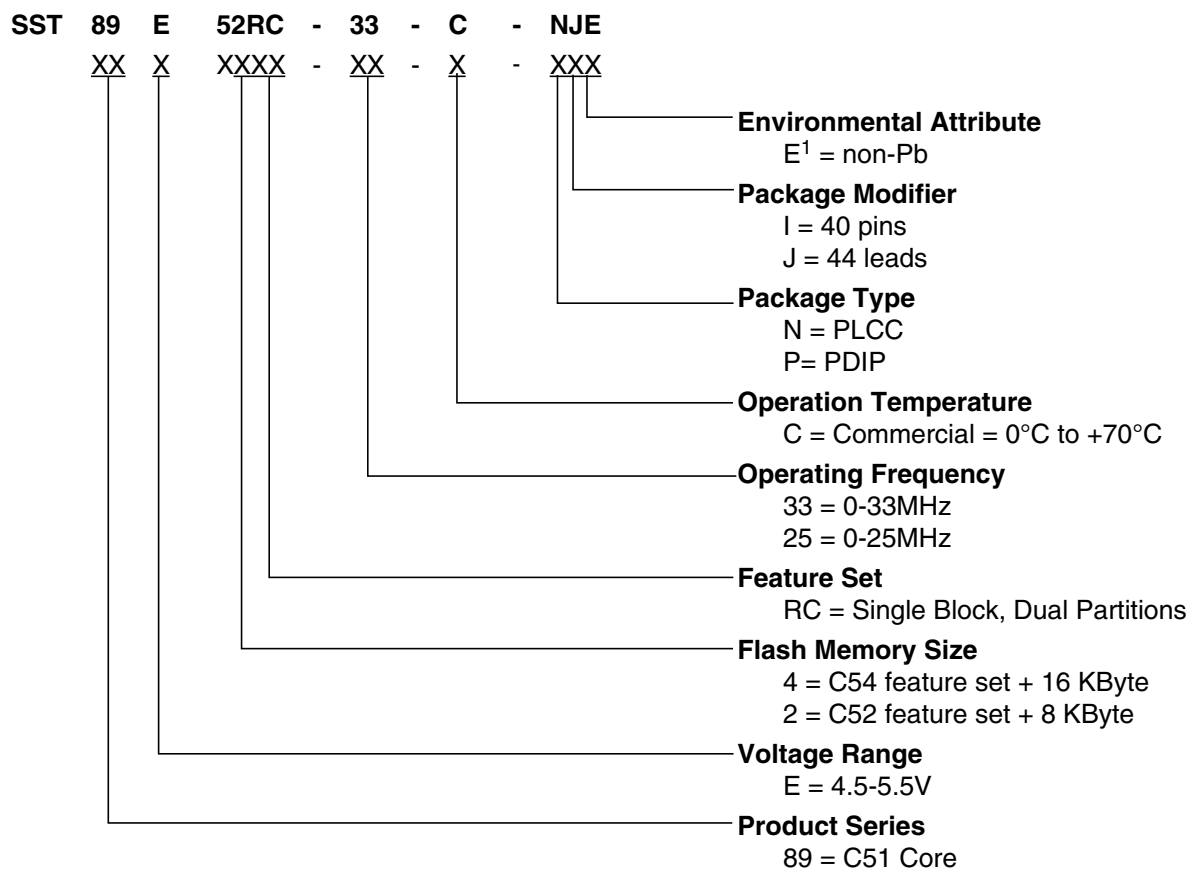 SST 89 E 52RC - 33 - C - NJE
XX X XXXX - XX - X - XXX
Environmental Attribute
E1 = non-Pb
Package Modifier
I = 40 pins
J = 44 leads
Package Type
N = PLCC
P= PDIP
Operation Temperature
C = Commercial = 0°C to +70°C
Operating Frequency
33 = 0-33MHz
25 = 0-25MHz
Feature Set
RC = Single Block, Dual Partitions
Flash Memory Size
4 = C54 feature set + 16 KByte
2 = C52 feature set + 8 KByte
Voltage Range
E = 4.5-5.5V
Product Series
89 = C51 Core